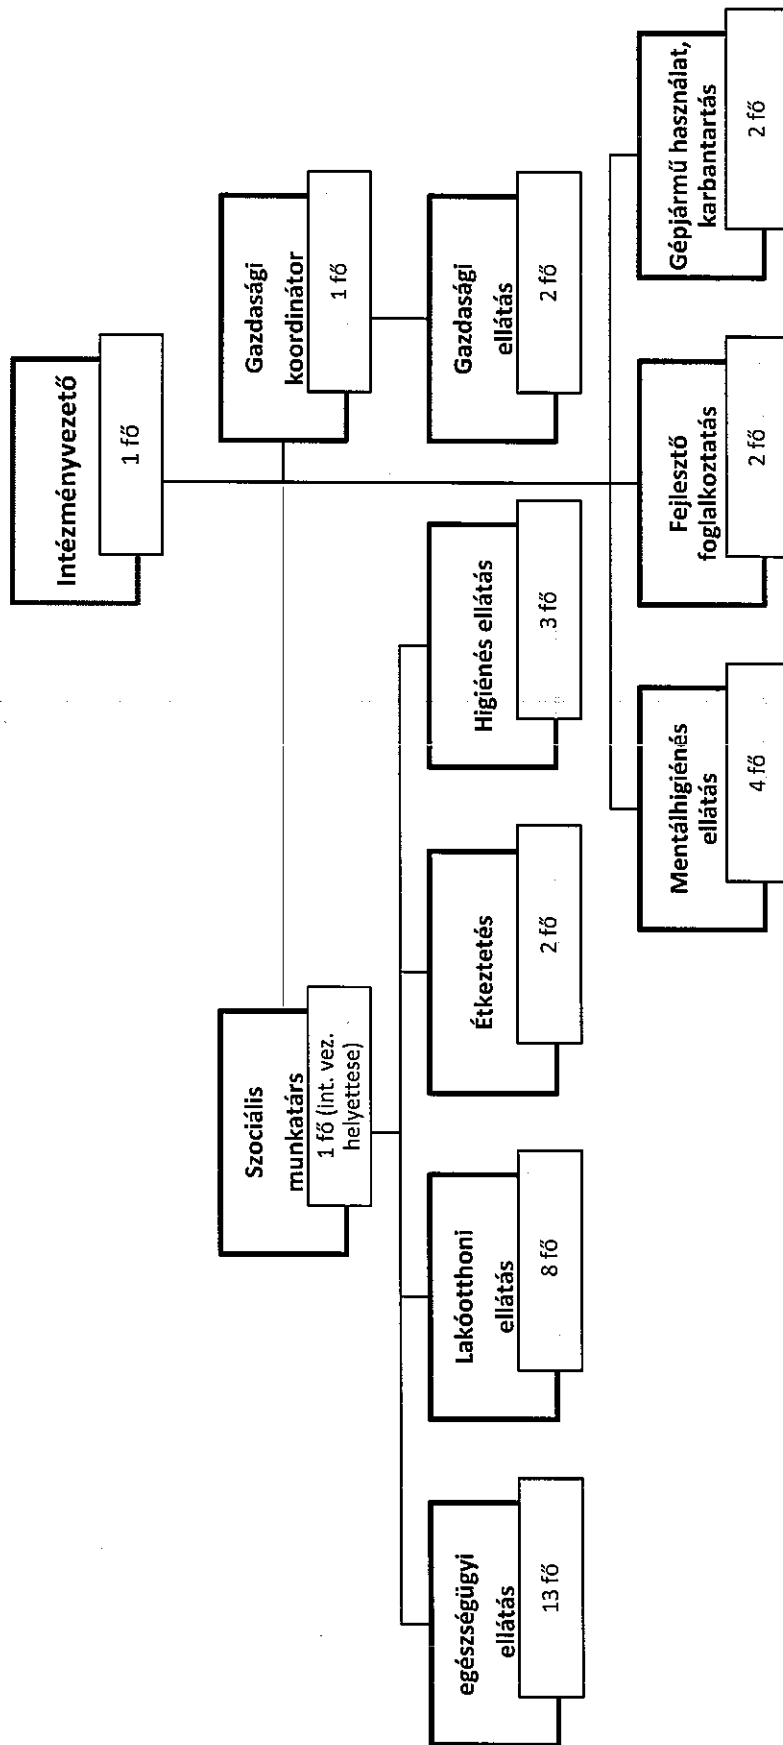 Intézményvezető
1 fő
Szociális
munkatárs
1 fő (int. vez.
helyettese)
Gazdasági
koordinátor
1 fő
egészségügyi
ellátás
13 fő
Lakóotthoni
ellátás
8 fő
Étkeztetés
2 fő
Higiénés ellátás
3 fő
Gazdasági
ellátás
2 fő
Mentálhigiénés
ellátás
4 fő
Fejlesztő
foglalkoztatás
2 fő
Gépjármű használat,
karbantartás
2 fő